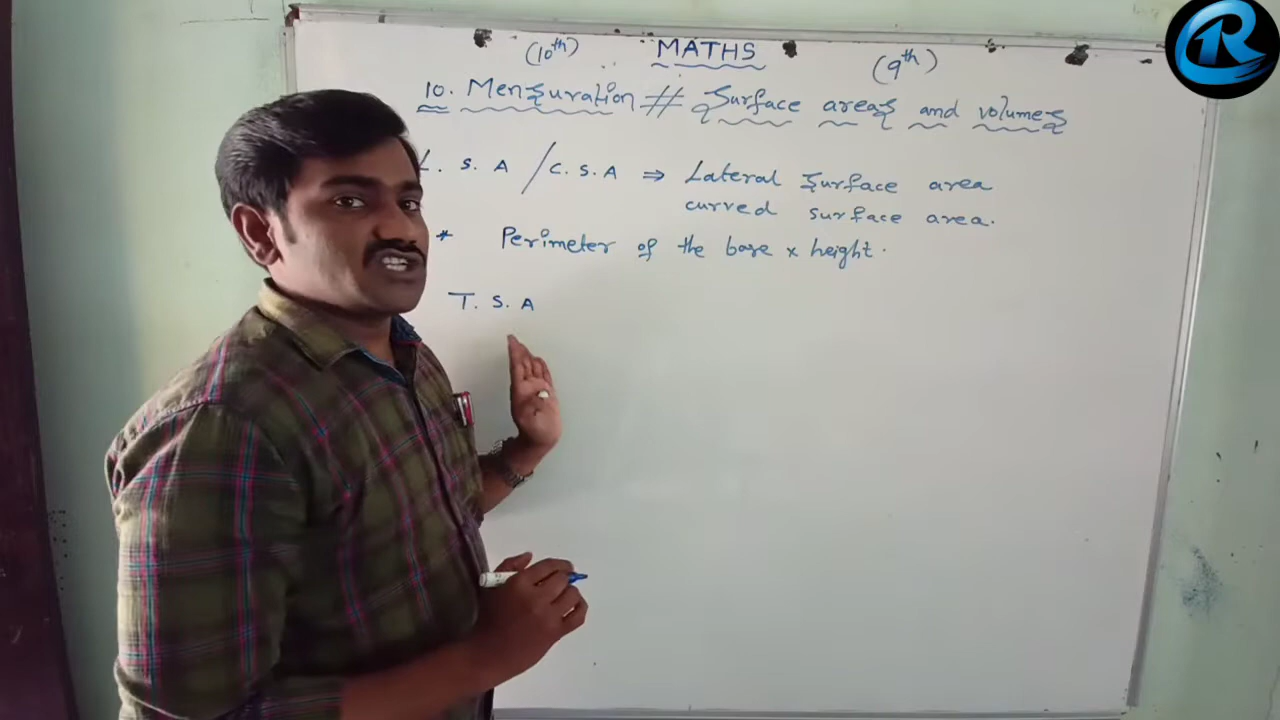 (10th) MATHS (9th)
10. Mensuration // Surface areas and volumes
L. S. A / C. S. A ⇒ Lateral surface area
curved surface area.
* Perimeter of the base × height.
T. S. A
R